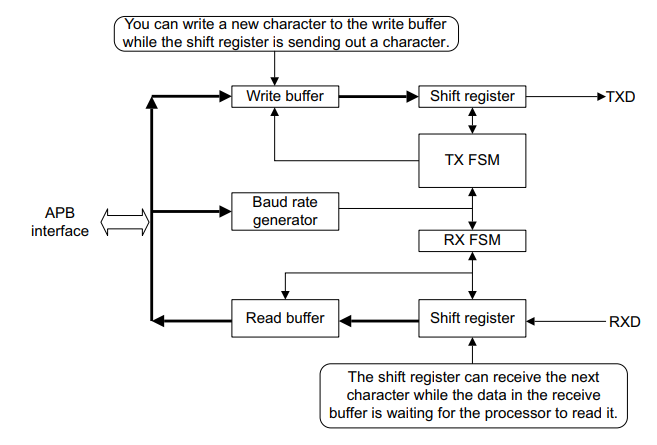 You can write a new character to the write buffer
while the shift register is sending out a character.
Write buffer
Shift register
TXD
TX FSM
APB
interface
Baud rate
generator
RX FSM
Read buffer
Shift register
RXD
The shift register can receive the next
character while the data in the receive
buffer is waiting for the processor to read it.